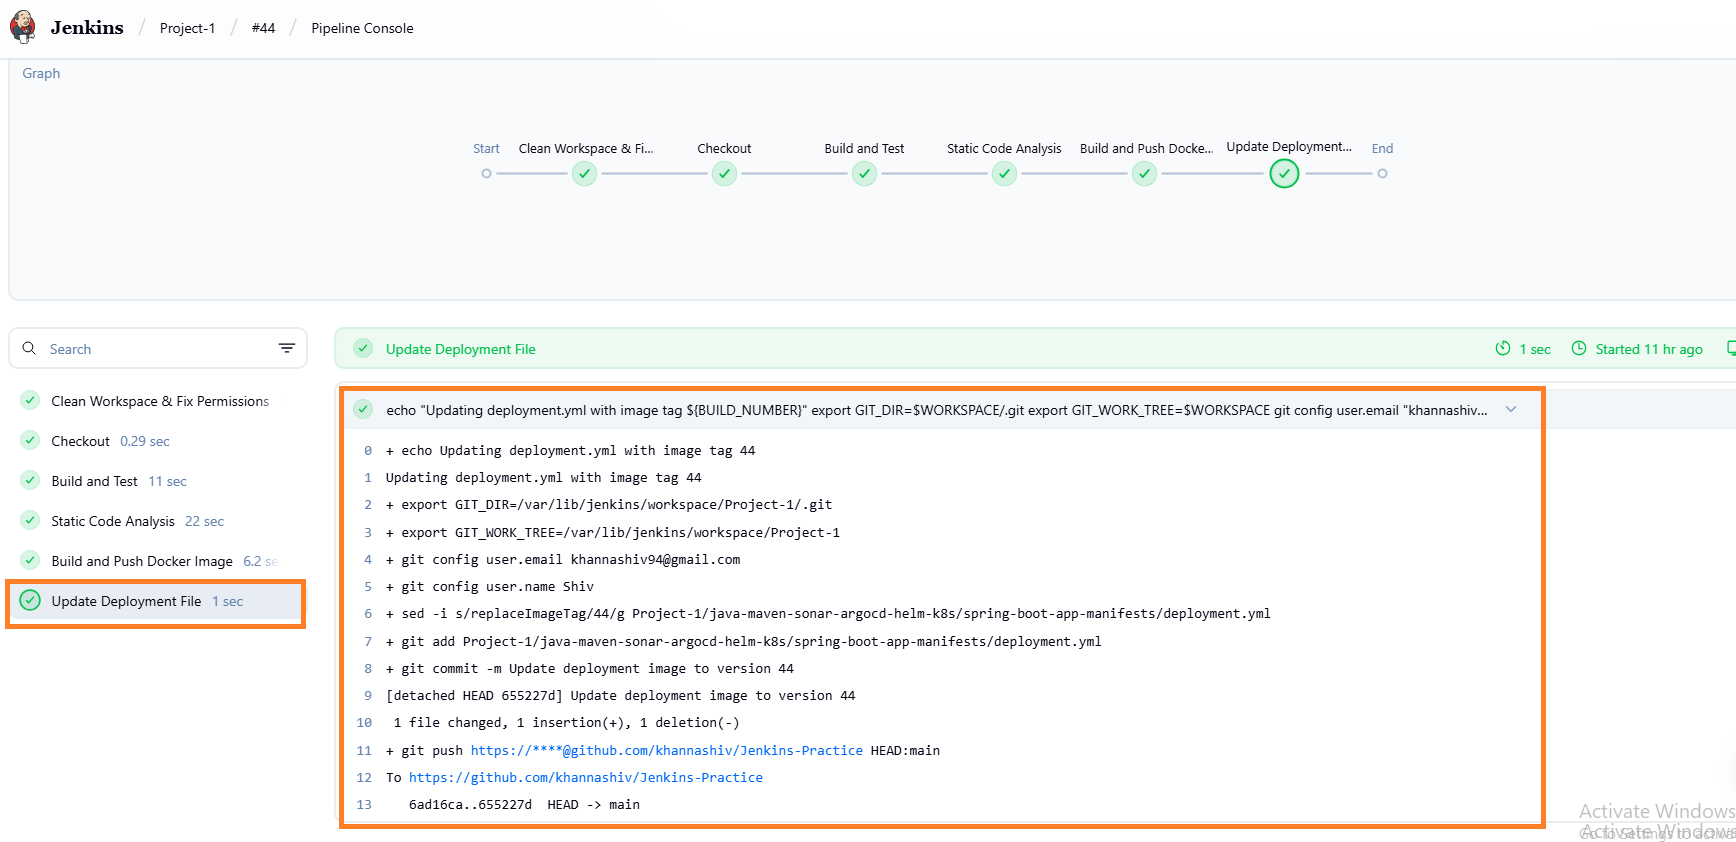 Jenkins / Project-1 / #44 / Pipeline Console
Graph
Start Clean Workspace & Fi... Checkout Build and Test Static Code Analysis Build and Push Docke... Update Deployment... End
Search
Update Deployment File 1 sec Started 11 hr ago
Clean Workspace & Fix Permissions
Checkout 0.29 sec
Build and Test 11 sec
Static Code Analysis 22 sec
Build and Push Docker Image 6.2 se
Update Deployment File 1 sec
echo "Updating deployment.yml with image tag ${BUILD_NUMBER}" export GIT_DIR=$WORKSPACE/.git export GIT_WORK_TREE=$WORKSPACE git config user.email "khannashiv...
0 + echo Updating deployment.yml with image tag 44
1 Updating deployment.yml with image tag 44
2 + export GIT_DIR=/var/lib/jenkins/workspace/Project-1/.git
3 + export GIT_WORK_TREE=/var/lib/jenkins/workspace/Project-1
4 + git config user.email khannashiv94@gmail.com
5 + git config user.name Shiv
6 + sed -i s/replaceImageTag/44/g Project-1/java-maven-sonar-argocd-helm-k8s/spring-boot-app-manifests/deployment.yml
7 + git add Project-1/java-maven-sonar-argocd-helm-k8s/spring-boot-app-manifests/deployment.yml
8 + git commit -m Update deployment image to version 44
9 [detached HEAD 655227d] Update deployment image to version 44
10 1 file changed, 1 insertion(+), 1 deletion(-)
11 + git push https://****@github.com/khannashiv/Jenkins-Practice HEAD:main
12 To https://github.com/khannashiv/Jenkins-Practice
13 6ad16ca..655227d HEAD -> main
Activate Windows
Activate Windows